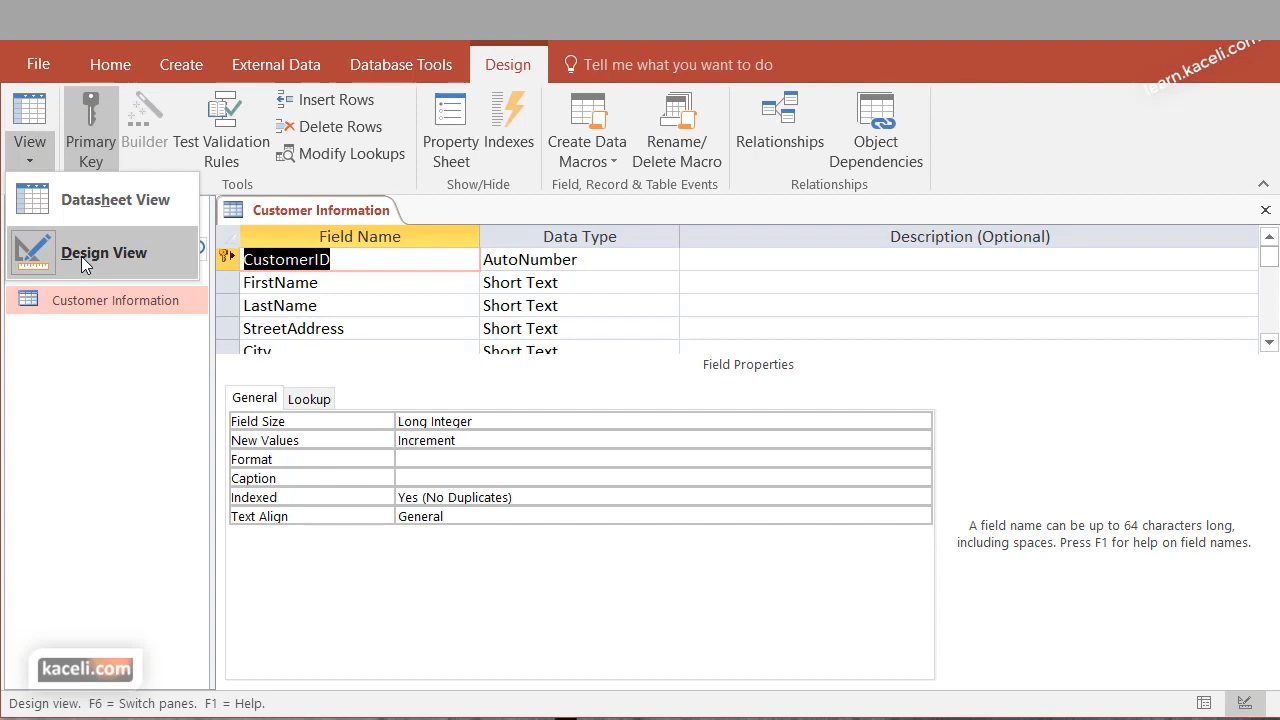 learn.kaceli.com
File Home Create External Data Database Tools Design Tell me what you want to do
View
Primary Key
Builder
Test Validation Rules
Insert Rows
Delete Rows
Modify Lookups
Tools
Property Sheet
Indexes
Show/Hide
Create Data Macros
Rename/ Delete Macro
Field, Record & Table Events
Relationships
Object Dependencies
Relationships
Datasheet View
Design View
Customer Information
Customer Information
Field Name Data Type Description (Optional)
CustomerID AutoNumber
FirstName Short Text
LastName Short Text
StreetAddress Short Text
City Short Text
Field Properties
General Lookup
Field Size Long Integer
New Values Increment
Format
Caption
Indexed Yes (No Duplicates)
Text Align General
A field name can be up to 64 characters long,
including spaces. Press F1 for help on field names.
kaceli.com
Design view. F6 = Switch panes. F1 = Help.